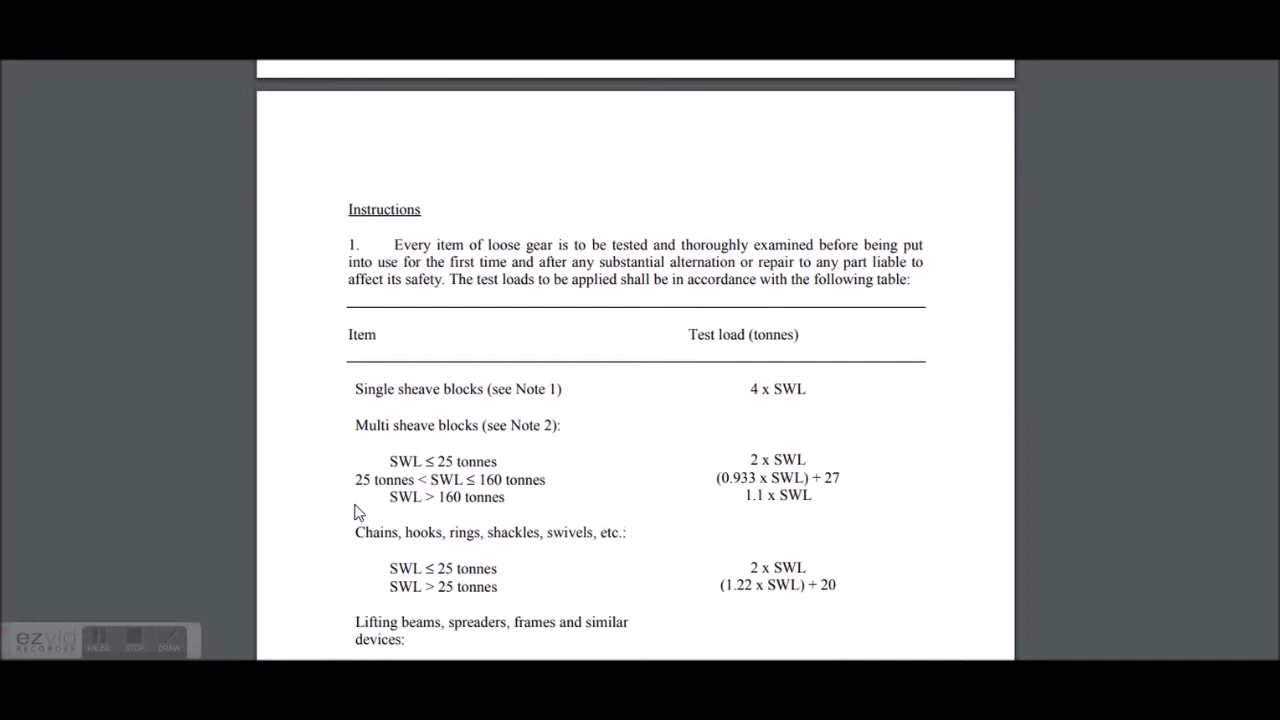 Instructions
1. Every item of loose gear is to be tested and thoroughly examined before being put
into use for the first time and after any substantial alternation or repair to any part liable to
affect its safety. The test loads to be applied shall be in accordance with the following table:
Item Test load (tonnes)
Single sheave blocks (see Note 1) 4 x SWL
Multi sheave blocks (see Note 2):
SWL ≤ 25 tonnes 2 x SWL
25 tonnes < SWL ≤ 160 tonnes (0.933 x SWL) + 27
SWL > 160 tonnes 1.1 x SWL
Chains, hooks, rings, shackles, swivels, etc.:
SWL ≤ 25 tonnes 2 x SWL
SWL > 25 tonnes (1.22 x SWL) + 20
Lifting beams, spreaders, frames and similar
devices:
ezvid
RECORDER
PAUSE STOP DRAW